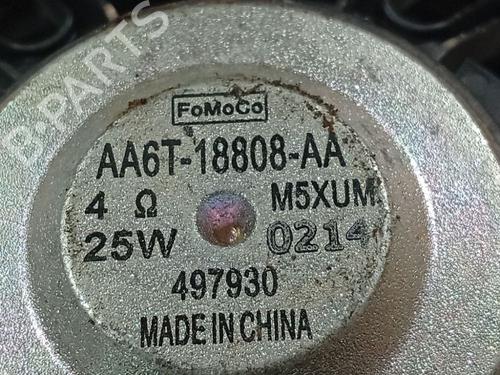 B-PARTS
FoMoCo
AA6T-18808-AA
4 Ω M5XUM
25W 0214
497930
MADE IN CHINA